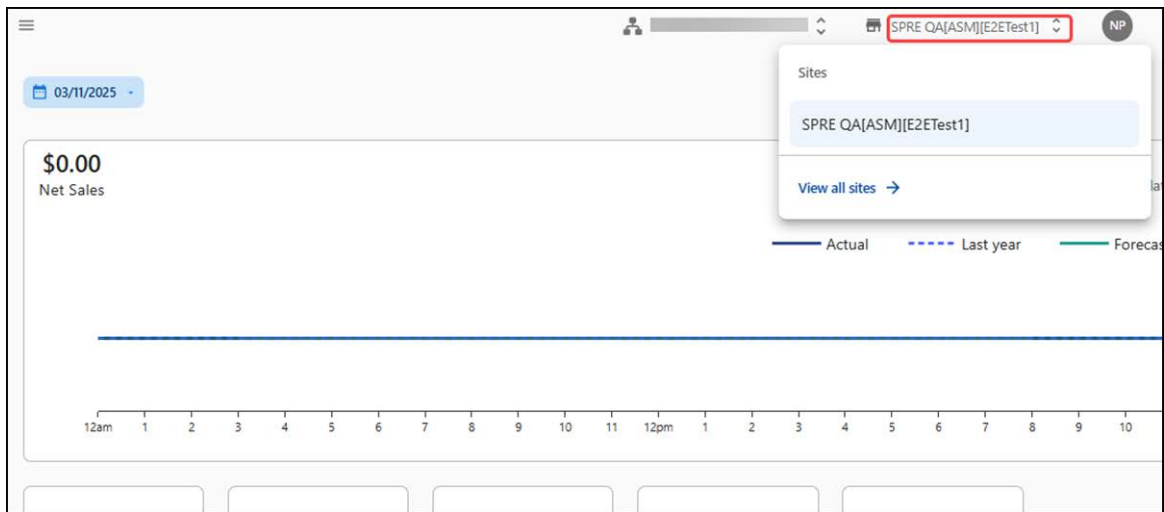 SPRE QA[ASM][E2ETest1]
NP
Sites
03/11/2025
SPRE QA[ASM][E2ETest1]
$0.00
Net Sales
View all sites
Actual
Last year
12am 1 2 3 4 5 6 7 8 9 10 11 12pm 1 2 3 4 5 6 7 8 9 10